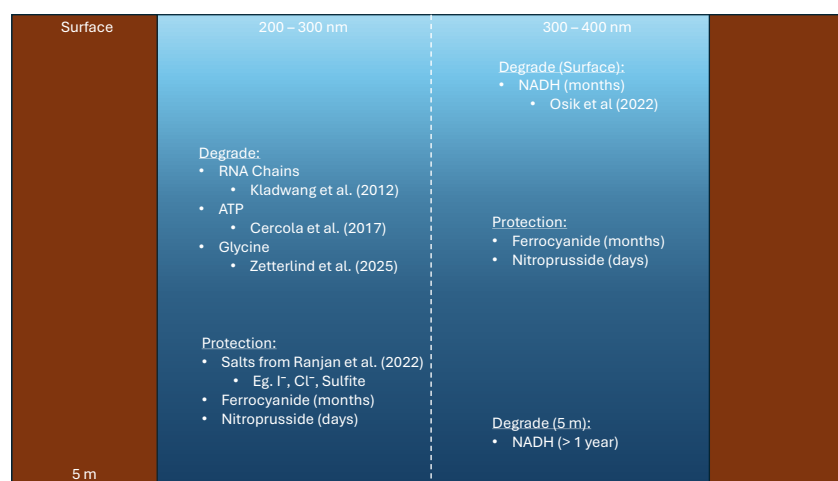 Surface
200 – 300 nm
300 – 400 nm
Degrade (Surface):
• NADH (months)
• Osik et al (2022)
Degrade:
• RNA Chains
• Kladwang et al. (2012)
• ATP
• Cercola et al. (2017)
• Glycine
• Zetterlind et al. (2025)
Protection:
• Ferrocyanide (months)
• Nitroprusside (days)
Protection:
• Salts from Ranjan et al. (2022)
• Eg. I⁻, Cl⁻, Sulfite
• Ferrocyanide (months)
• Nitroprusside (days)
Degrade (5 m):
• NADH (> 1 year)
5 m